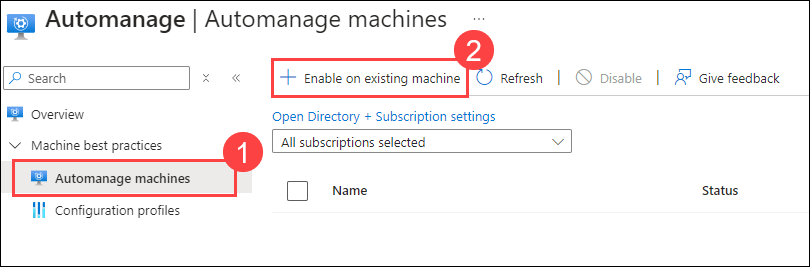 Automanage | Automanage machines ...
2
Search
+ Enable on existing machine Refresh | Disable | Give feedback
Overview
Open Directory + Subscription settings
Machine best practices
All subscriptions selected
1
Automanage machines
Name Status
Configuration profiles